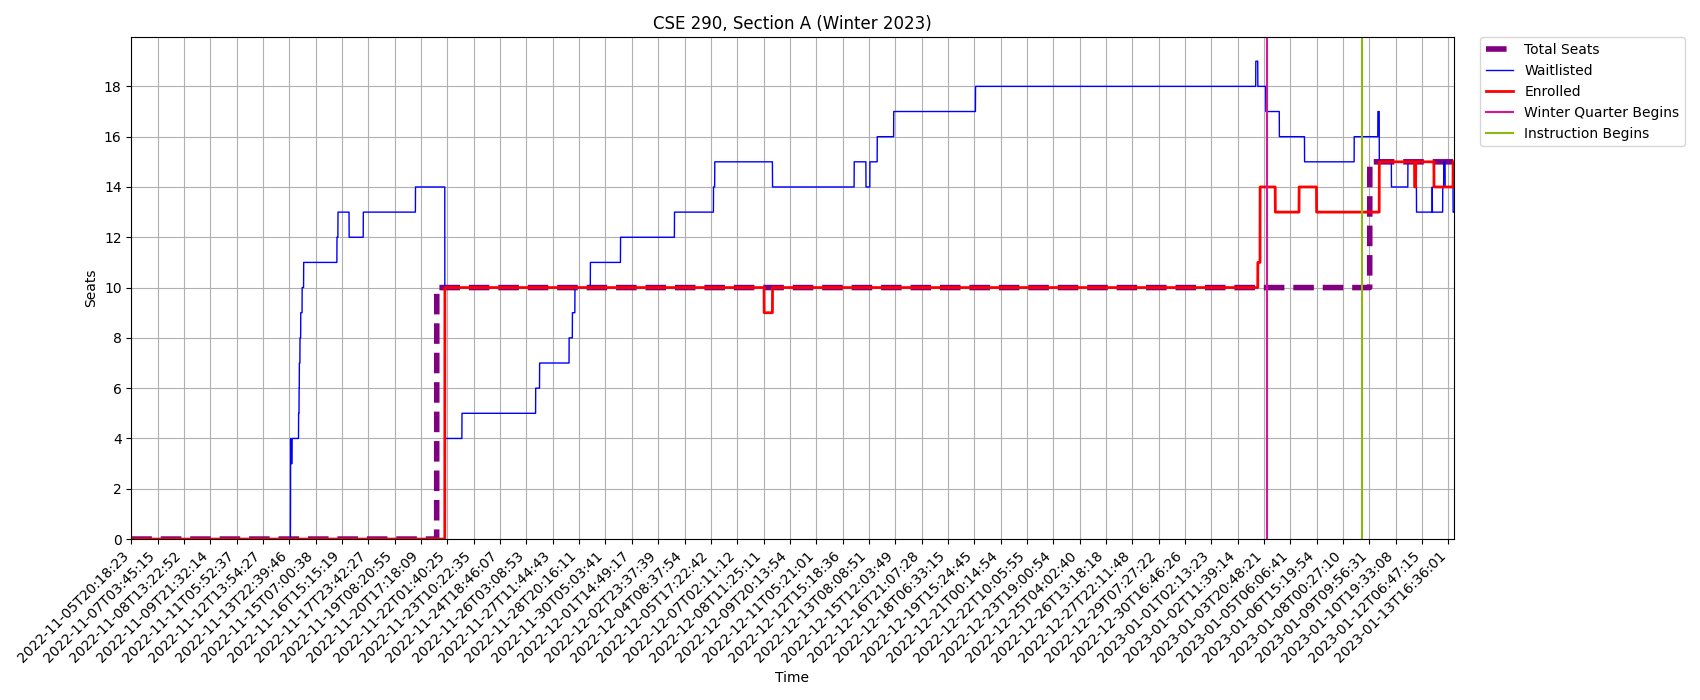 CSE 290, Section A (Winter 2023)
Total Seats
Waitlisted
Enrolled
Winter Quarter Begins
Instruction Begins
Seats
18
16
14
12
10
8
6
4
2
0
2022-11-05T20:18:23
2022-11-07T03:45:15
2022-11-08T13:22:52
2022-11-09T21:32:14
2022-11-11T05:52:37
2022-11-12T13:54:27
2022-11-13T22:39:46
2022-11-15T07:00:38
2022-11-16T15:15:19
2022-11-17T23:42:27
2022-11-19T08:20:55
2022-11-20T17:18:09
2022-11-22T01:40:25
2022-11-23T10:22:35
2022-11-24T18:46:07
2022-11-26T03:08:53
2022-11-27T11:44:43
2022-11-28T20:16:11
2022-11-30T05:03:41
2022-12-01T14:49:17
2022-12-02T23:37:39
2022-12-04T08:37:54
2022-12-05T17:22:42
2022-12-07T02:11:12
2022-12-08T11:25:11
2022-12-09T20:13:54
2022-12-11T05:21:01
2022-12-12T15:18:36
2022-12-13T08:08:51
2022-12-15T12:03:49
2022-12-16T21:07:28
2022-12-18T06:33:15
2022-12-19T15:24:45
2022-12-21T00:14:54
2022-12-22T10:05:55
2022-12-23T19:00:54
2022-12-25T04:02:40
2022-12-26T13:18:18
2022-12-27T22:11:48
2022-12-29T07:27:22
2022-12-30T16:46:26
2023-01-01T02:13:23
2023-01-02T11:39:14
2023-01-03T20:48:21
2023-01-05T06:06:41
2023-01-06T15:19:54
2023-01-08T00:27:10
2023-01-09T09:56:31
2023-01-10T19:33:08
2023-01-12T06:47:15
2023-01-13T16:36:01
Time